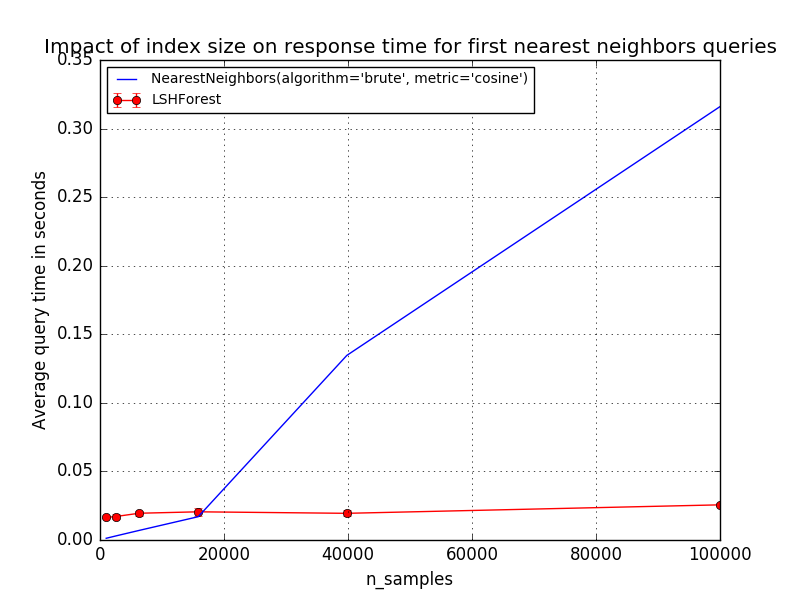 Impact of index size on response time for first nearest neighbors queries
0.35
NearestNeighbors(algorithm='brute', metric='cosine')
LSHForest
0.30
0.25
0.20
0.15
0.10
0.05
0.00
Average query time in seconds
0 20000 40000 60000 80000 100000
n_samples